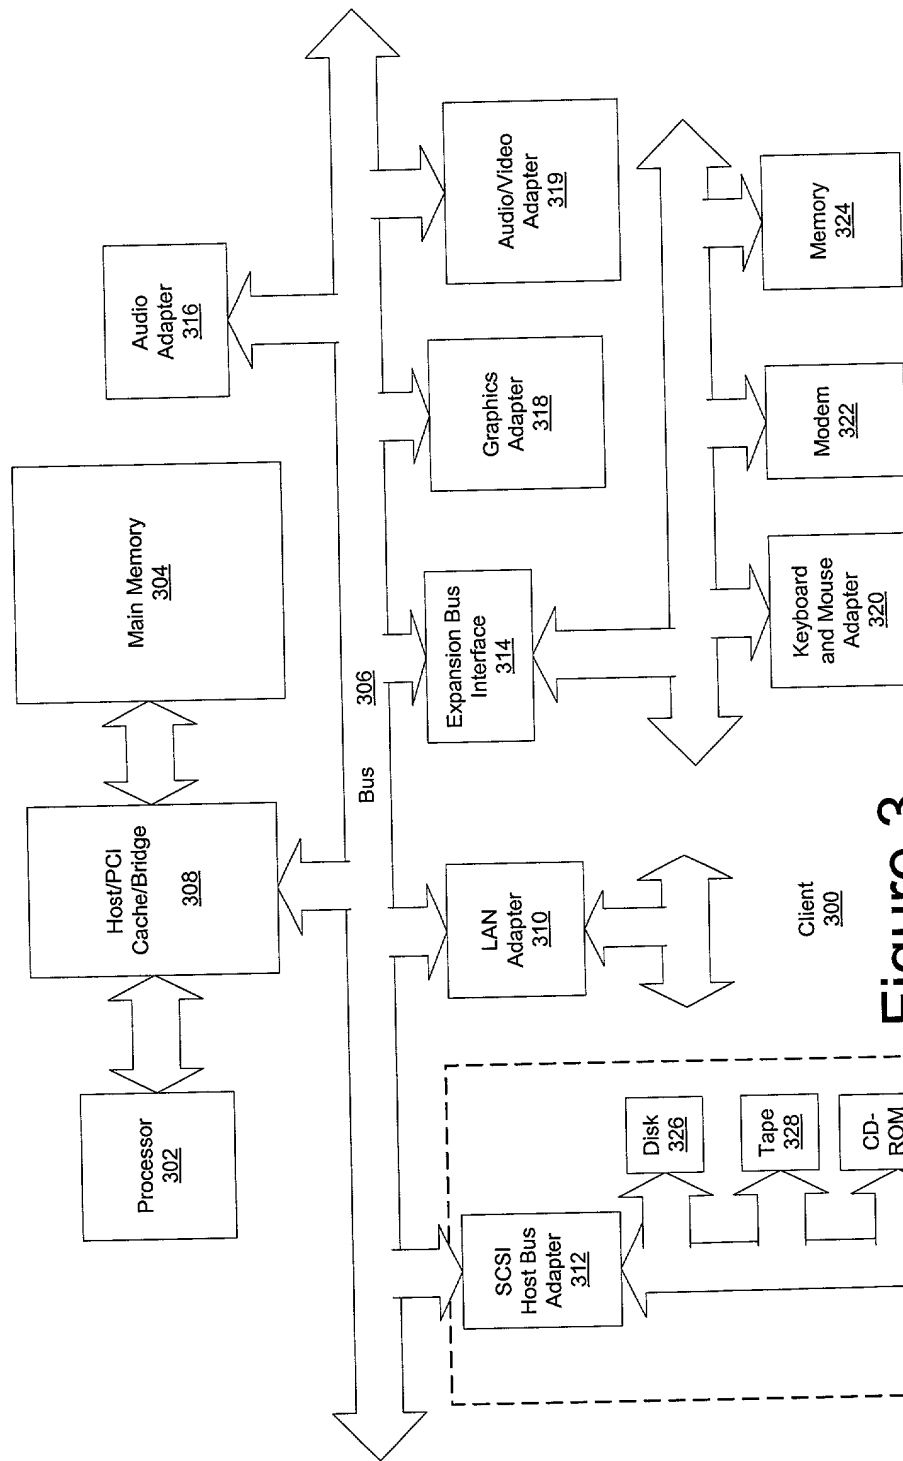 Processor
302
Host/PCI
Cache/Bridge
308
Main Memory
304
Audio
Adapter
316
Bus
306
SCSI
Host Bus
Adapter
312
LAN
Adapter
310
Expansion Bus
Interface
314
Graphics
Adapter
318
Audio/Video
Adapter
319
Disk
326
Tape
328
CD-
ROM
Client
300
Keyboard
and Mouse
Adapter
320
Modem
322
Memory
324
Figure 3